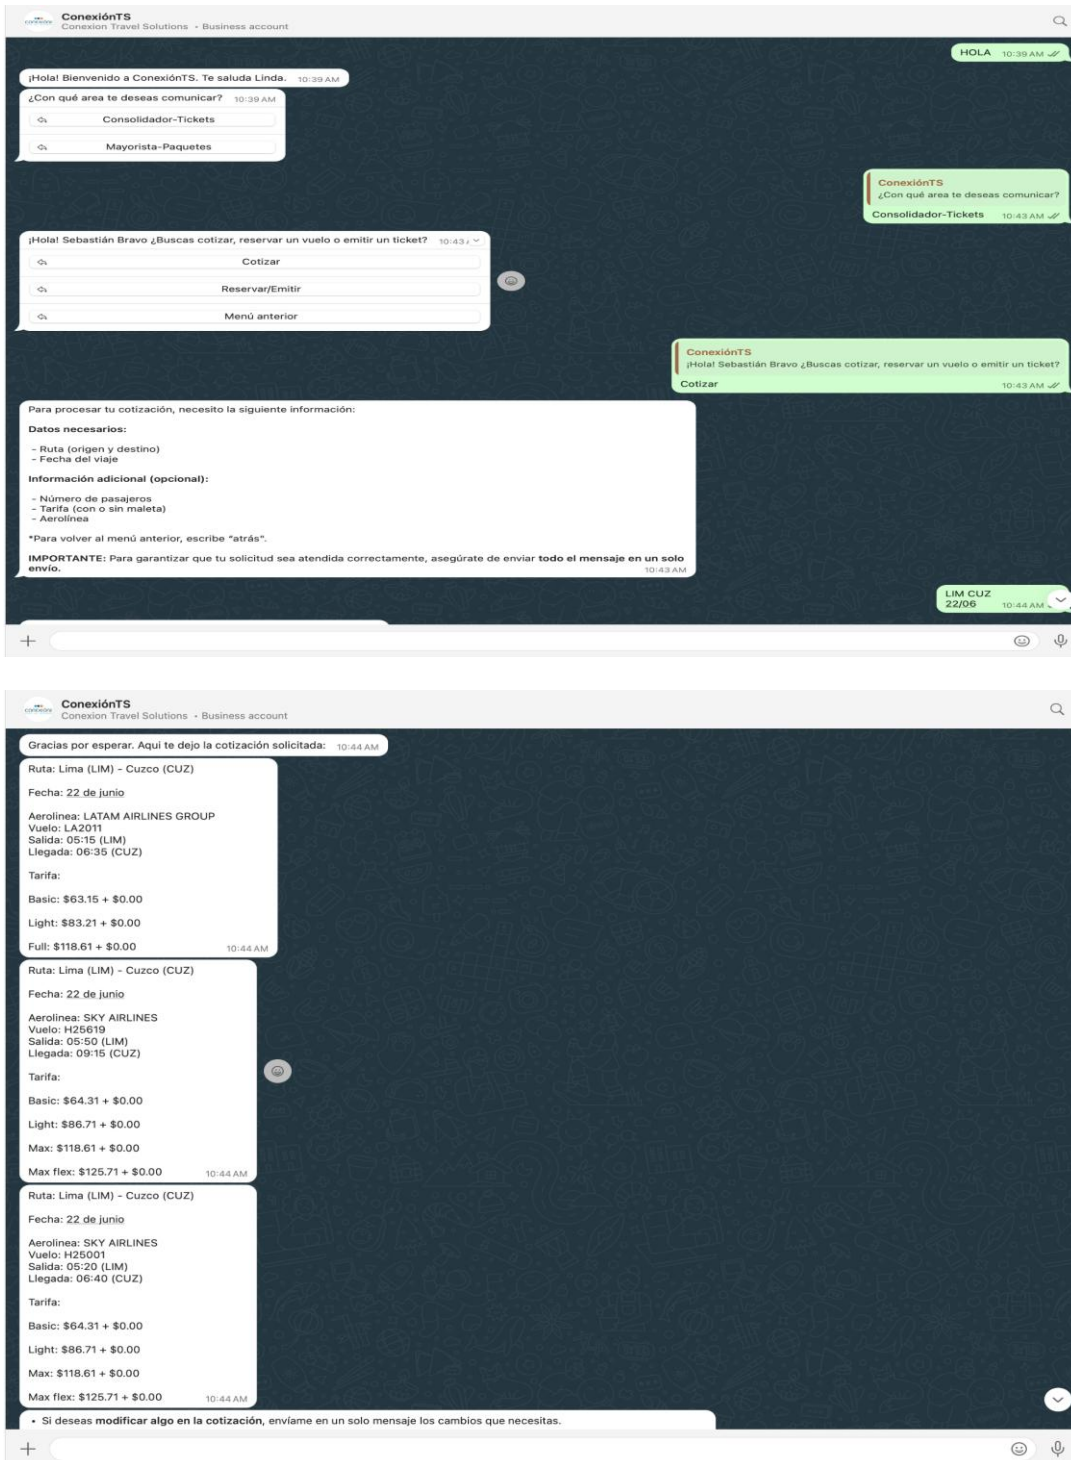 ConexiónTS
Conexion Travel Solutions • Business account
HOLA 10:39 AM
¡Hola! Bienvenido a ConexiónTS. Te saluda Linda. 10:39 AM
¿Con qué area te deseas comunicar? 10:39 AM
Consolidador-Tickets
Mayorista-Paquetes
ConexiónTS
¿Con qué area te deseas comunicar?
Consolidador-Tickets 10:43 AM
¡Hola! Sebastián Bravo ¿Buscas cotizar, reservar un vuelo o emitir un ticket? 10:43
Cotizar
Reservar/Emitir
Menú anterior
ConexiónTS
¡Hola! Sebastián Bravo ¿Buscas cotizar, reservar un vuelo o emitir un ticket?
Cotizar 10:43 AM
Para procesar tu cotización, necesito la siguiente información:
Datos necesarios:
- Ruta (origen y destino)
- Fecha del viaje
Información adicional (opcional):
- Número de pasajeros
- Tarifa (con o sin maleta)
- Aerolínea
*Para volver al menú anterior, escribe “atrás”.
IMPORTANTE: Para garantizar que tu solicitud sea atendida correctamente, asegúrate de enviar todo el mensaje en un solo
envío. 10:43 AM
LIM CUZ
22/06 10:44 AM
ConexiónTS
Conexion Travel Solutions • Business account
Gracias por esperar. Aqui te dejo la cotización solicitada: 10:44 AM
Ruta: Lima (LIM) - Cuzco (CUZ)
Fecha: 22 de junio
Aerolinea: LATAM AIRLINES GROUP
Vuelo: LA2011
Salida: 05:15 (LIM)
Llegada: 06:35 (CUZ)
Tarifa:
Basic: $63.15 + $0.00
Light: $83.21 + $0.00
Full: $118.61 + $0.00 10:44 AM
Ruta: Lima (LIM) - Cuzco (CUZ)
Fecha: 22 de junio
Aerolinea: SKY AIRLINES
Vuelo: H25619
Salida: 05:50 (LIM)
Llegada: 09:15 (CUZ)
Tarifa:
Basic: $64.31 + $0.00
Light: $86.71 + $0.00
Max: $118.61 + $0.00
Max flex: $125.71 + $0.00 10:44 AM
Ruta: Lima (LIM) - Cuzco (CUZ)
Fecha: 22 de junio
Aerolinea: SKY AIRLINES
Vuelo: H25001
Salida: 05:20 (LIM)
Llegada: 06:40 (CUZ)
Tarifa:
Basic: $64.31 + $0.00
Light: $86.71 + $0.00
Max: $118.61 + $0.00
Max flex: $125.71 + $0.00 10:44 AM
• Si deseas modificar algo en la cotización, envíame en un solo mensaje los cambios que necesitas.